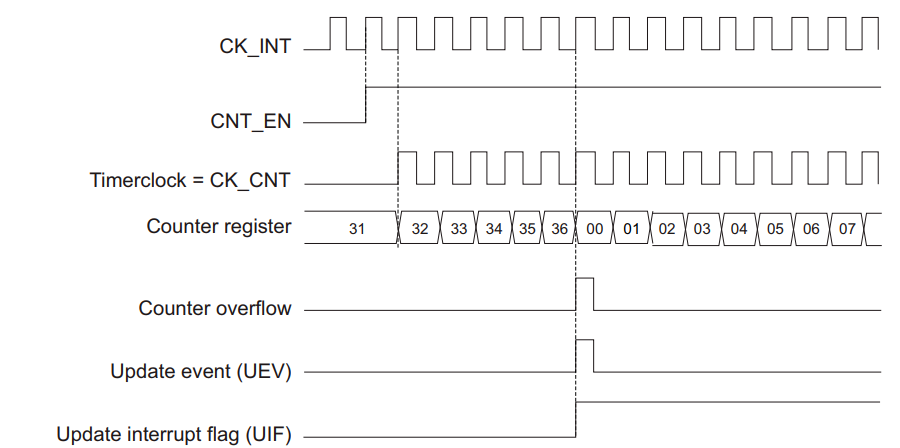 CK_INT
CNT_EN
Timerclock = CK_CNT
Counter register 31 32 33 34 35 36 00 01 02 03 04 05 06 07
Counter overflow
Update event (UEV)
Update interrupt flag (UIF)